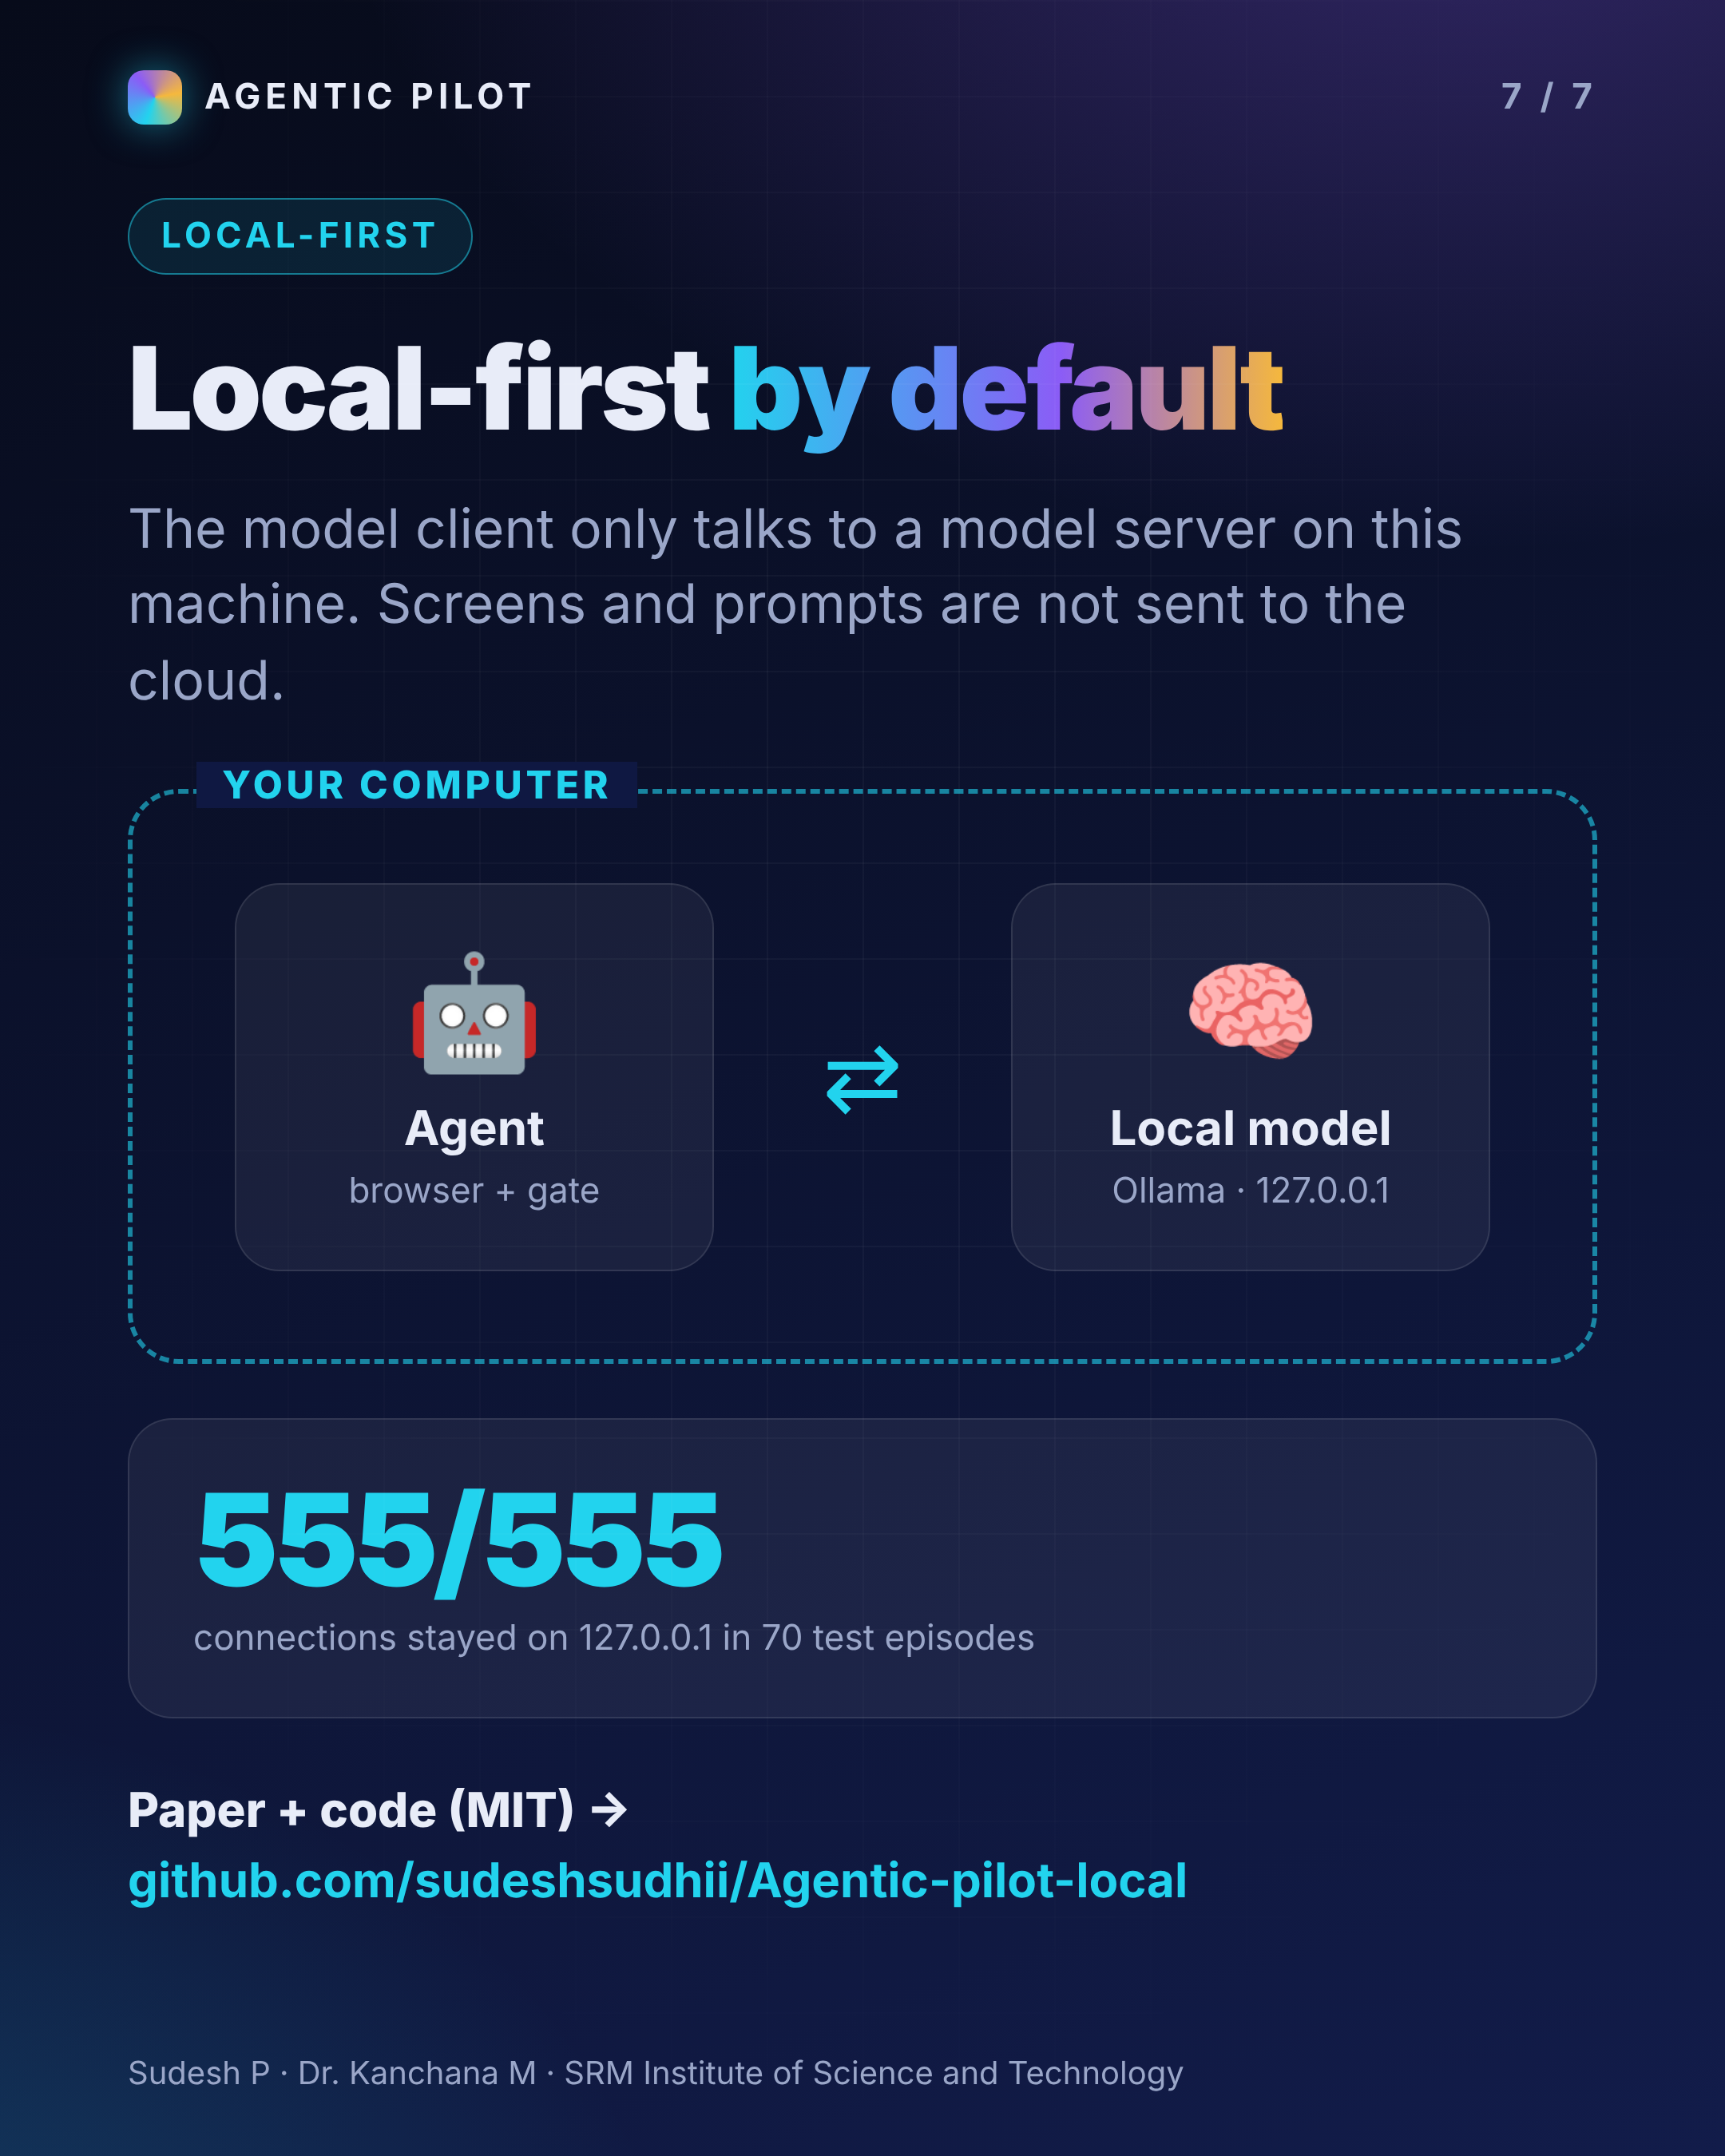 AGENTIC PILOT
7 / 7
LOCAL-FIRST
Local-first by default
The model client only talks to a model server on this
machine. Screens and prompts are not sent to the
cloud.
YOUR COMPUTER
Agent
browser + gate
⇄
Local model
Ollama · 127.0.0.1
555/555
connections stayed on 127.0.0.1 in 70 test episodes
Paper + code (MIT) →
github.com/sudeshsudhii/Agentic-pilot-local
Sudesh P · Dr. Kanchana M · SRM Institute of Science and Technology